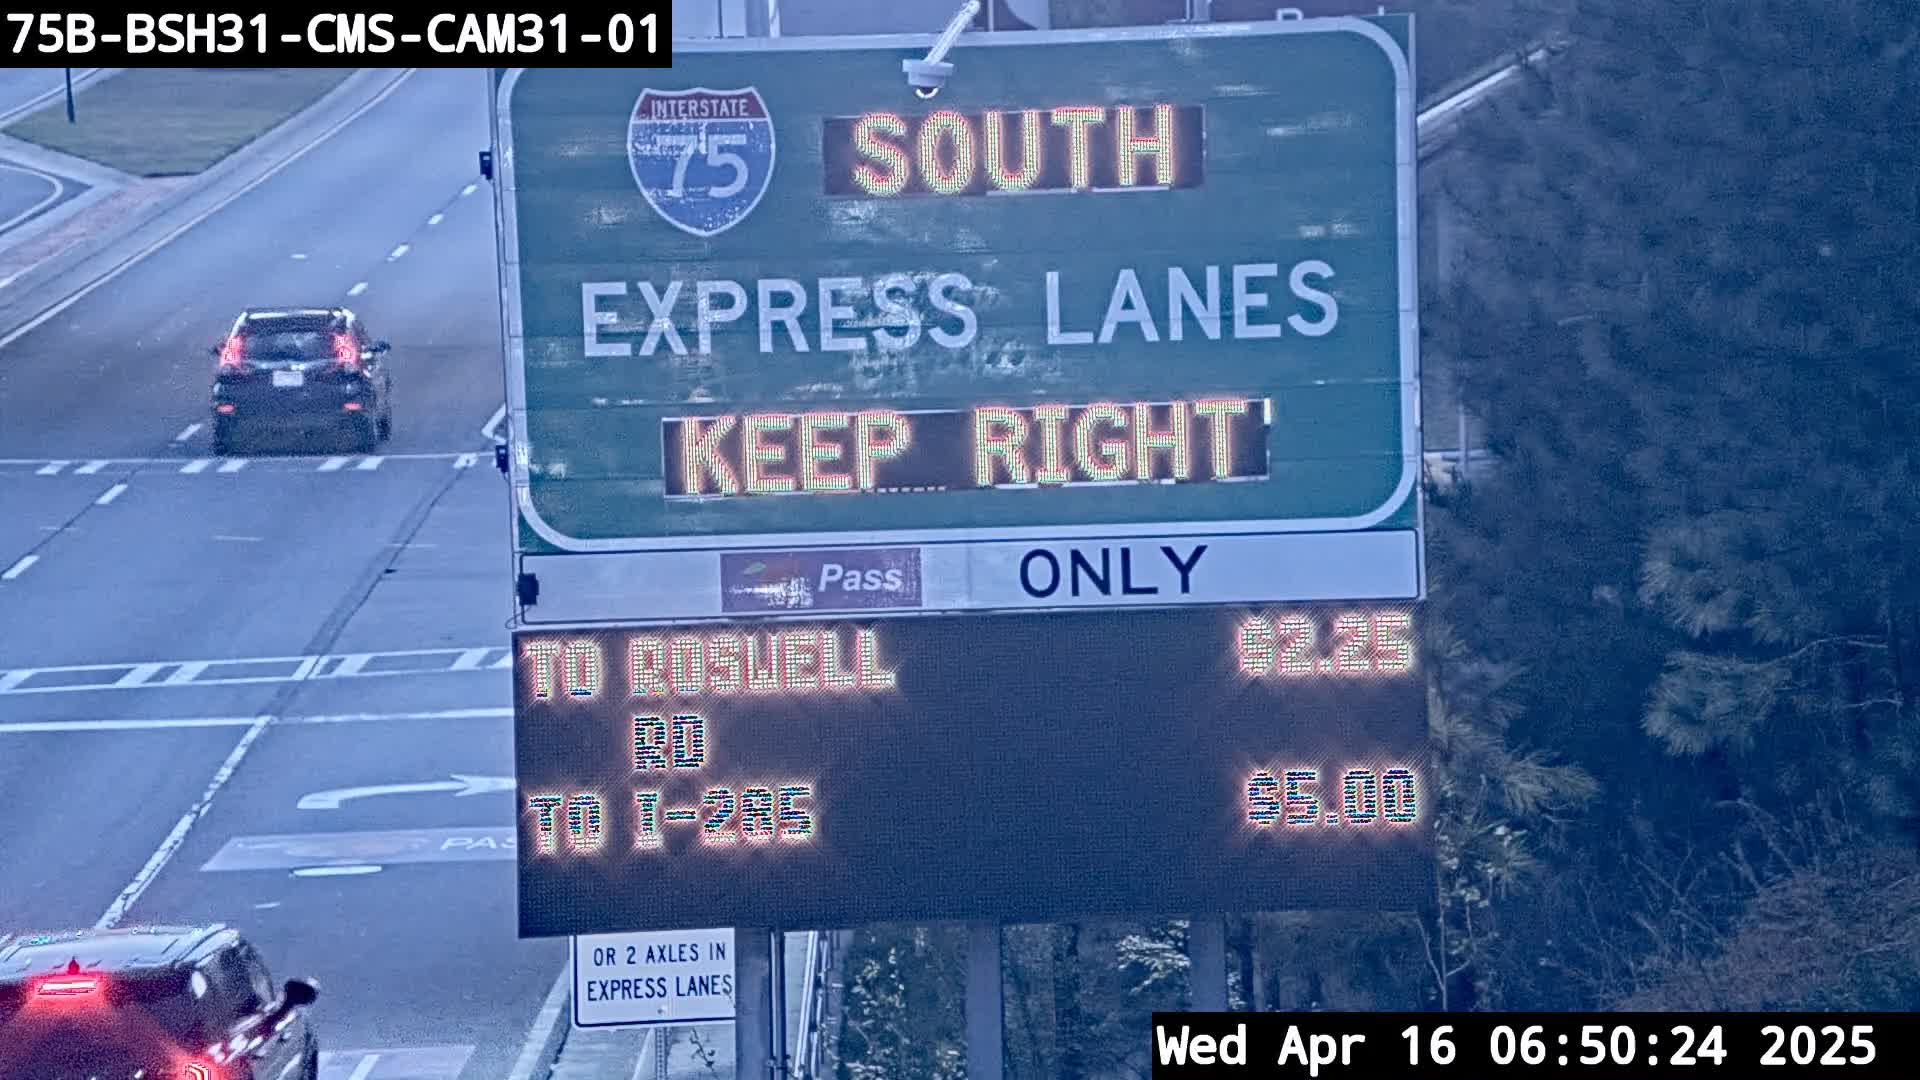 75B-BSH31-CMS-CAM31-01
INTERSTATE
75
SOUTH
EXPRESS LANES
KEEP RIGHT
Pass ONLY
TO ROSWELL $2.25
RD
TO I-285 $5.00
OR 2 AXLES IN
EXPRESS LANES
Wed Apr 16 06:50:24 2025